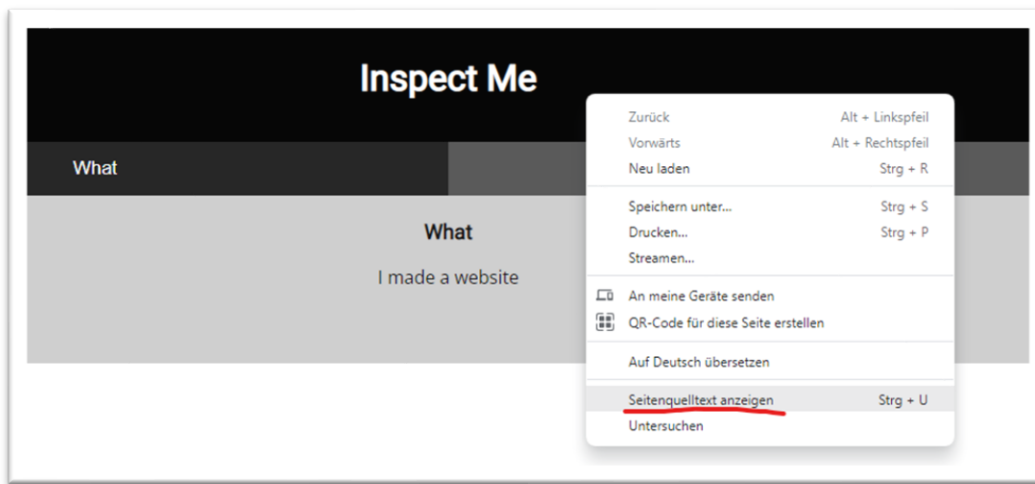 Inspect Me
What
What
I made a website
Zurück Alt + Linkspfeil
Vorwärts Alt + Rechtspfeil
Neu laden Strg + R
Speichern unter... Strg + S
Drucken... Strg + P
Streamen...
An meine Geräte senden
QR-Code für diese Seite erstellen
Auf Deutsch übersetzen
Seitenquelltext anzeigen Strg + U
Untersuchen